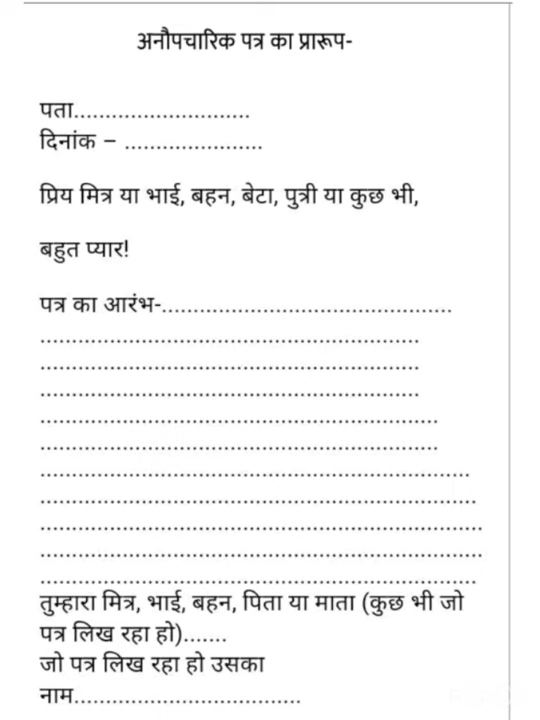 अनौपचारिक पत्र का प्रारूप-
पता............................
दिनांक – ......................
प्रिय मित्र या भाई, बहन, बेटा, पुत्री या कुछ भी,
बहुत प्यार!
पत्र का आरंभ-..............................................
............................................................
............................................................
............................................................
...............................................................
...............................................................
....................................................................
.....................................................................
......................................................................
......................................................................
.....................................................................
तुम्हारा मित्र, भाई, बहन, पिता या माता (कुछ भी जो
पत्र लिख रहा हो).......
जो पत्र लिख रहा हो उसका
नाम....................................